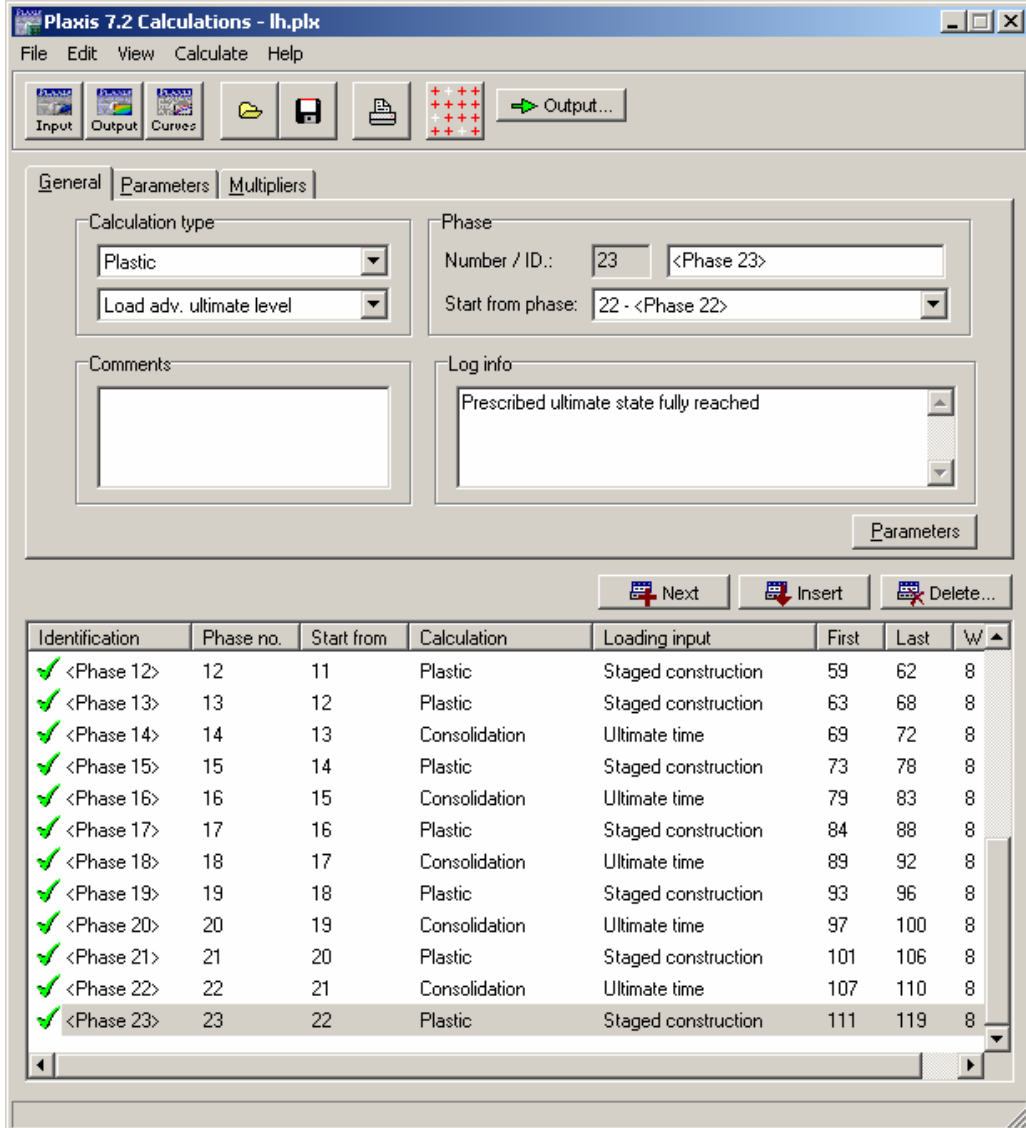 Plaxis 7.2 Calculations - lh.plx
File Edit View Calculate Help
Input Output Curves Output...
General Parameters Multipliers
Calculation type
Plastic
Load adv. ultimate level
Phase
Number / ID.: 23 <Phase 23>
Start from phase: 22 - <Phase 22>
Comments
Log info
Prescribed ultimate state fully reached
Parameters
Next Insert Delete...
Identification Phase no. Start from Calculation Loading input First Last W
<Phase 12> 12 11 Plastic Staged construction 59 62 8
<Phase 13> 13 12 Plastic Staged construction 63 68 8
<Phase 14> 14 13 Consolidation Ultimate time 69 72 8
<Phase 15> 15 14 Plastic Staged construction 73 78 8
<Phase 16> 16 15 Consolidation Ultimate time 79 83 8
<Phase 17> 17 16 Plastic Staged construction 84 88 8
<Phase 18> 18 17 Consolidation Ultimate time 89 92 8
<Phase 19> 19 18 Plastic Staged construction 93 96 8
<Phase 20> 20 19 Consolidation Ultimate time 97 100 8
<Phase 21> 21 20 Plastic Staged construction 101 106 8
<Phase 22> 22 21 Consolidation Ultimate time 107 110 8
<Phase 23> 23 22 Plastic Staged construction 111 119 8